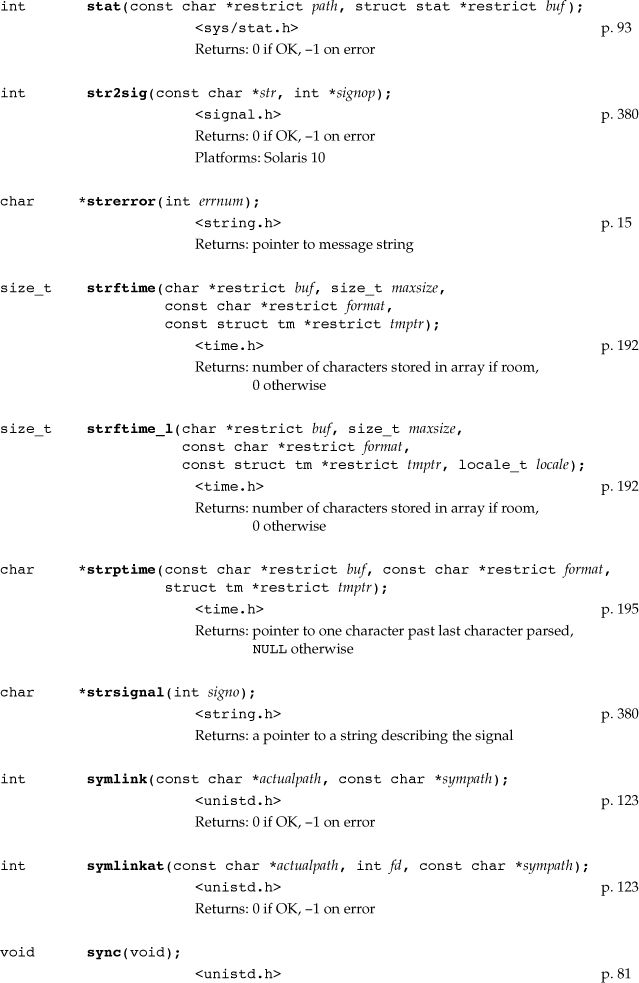 int stat(const char *restrict path, struct stat *restrict buf);
<sys/stat.h> p. 93
Returns: 0 if OK, –1 on error
int str2sig(const char *str, int *signop);
<signal.h> p. 380
Returns: 0 if OK, –1 on error
Platforms: Solaris 10
char *strerror(int errnum);
<string.h> p. 15
Returns: pointer to message string
size_t strftime(char *restrict buf, size_t maxsize,
const char *restrict format,
const struct tm *restrict tmptr);
<time.h> p. 192
Returns: number of characters stored in array if room,
0 otherwise
size_t strftime_l(char *restrict buf, size_t maxsize,
const char *restrict format,
const struct tm *restrict tmptr, locale_t locale);
<time.h> p. 192
Returns: number of characters stored in array if room,
0 otherwise
char *strptime(const char *restrict buf, const char *restrict format,
struct tm *restrict tmptr);
<time.h> p. 195
Returns: pointer to one character past last character parsed,
NULL otherwise
char *strsignal(int signo);
<string.h> p. 380
Returns: a pointer to a string describing the signal
int symlink(const char *actualpath, const char *sympath);
<unistd.h> p. 123
Returns: 0 if OK, –1 on error
int symlinkat(const char *actualpath, int fd, const char *sympath);
<unistd.h> p. 123
Returns: 0 if OK, –1 on error
void sync(void);
<unistd.h> p. 81